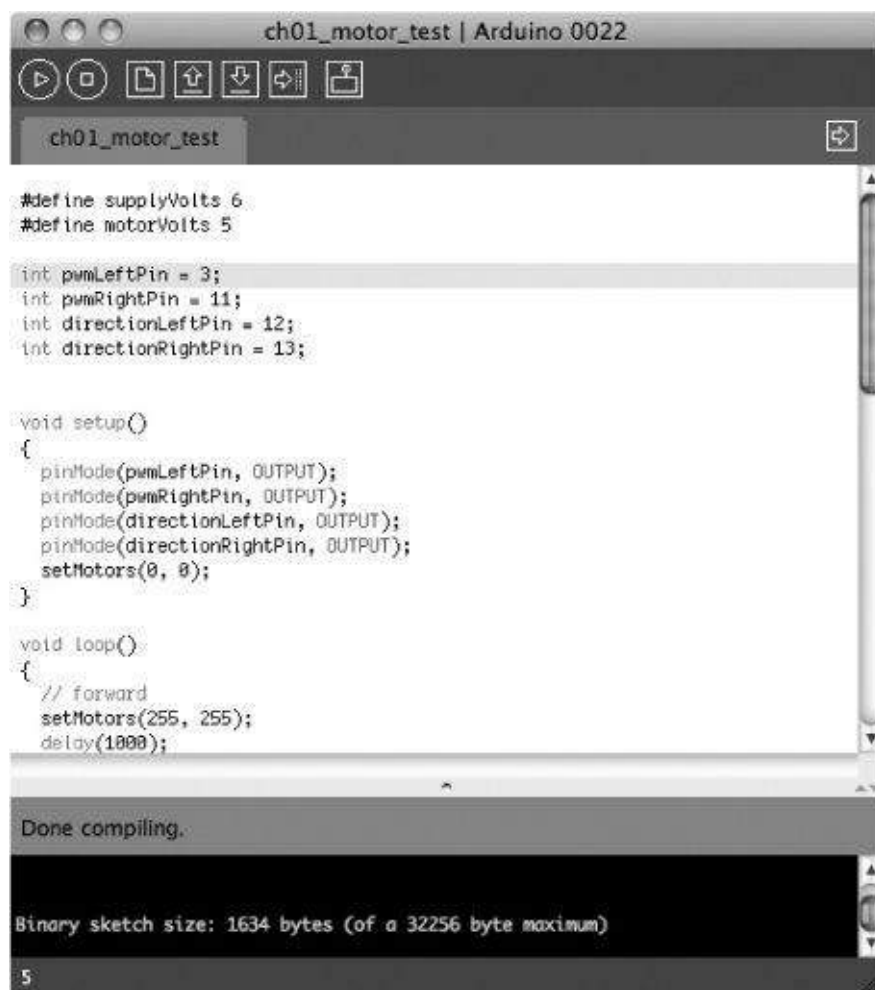 ch01_motor_test | Arduino 0022
ch01_motor_test
#define supplyVolts 6
#define motorVolts 5
int pwmLeftPin = 3;
int pwmRightPin = 11;
int directionLeftPin = 12;
int directionRightPin = 13;
void setup()
{
  pinMode(pwmLeftPin, OUTPUT);
  pinMode(pwmRightPin, OUTPUT);
  pinMode(directionLeftPin, OUTPUT);
  pinMode(directionRightPin, OUTPUT);
  setMotors(0, 0);
}
void loop()
{
  // forward
  setMotors(255, 255);
  delay(1000);
Done compiling.
Binary sketch size: 1634 bytes (of a 32256 byte maximum)
5